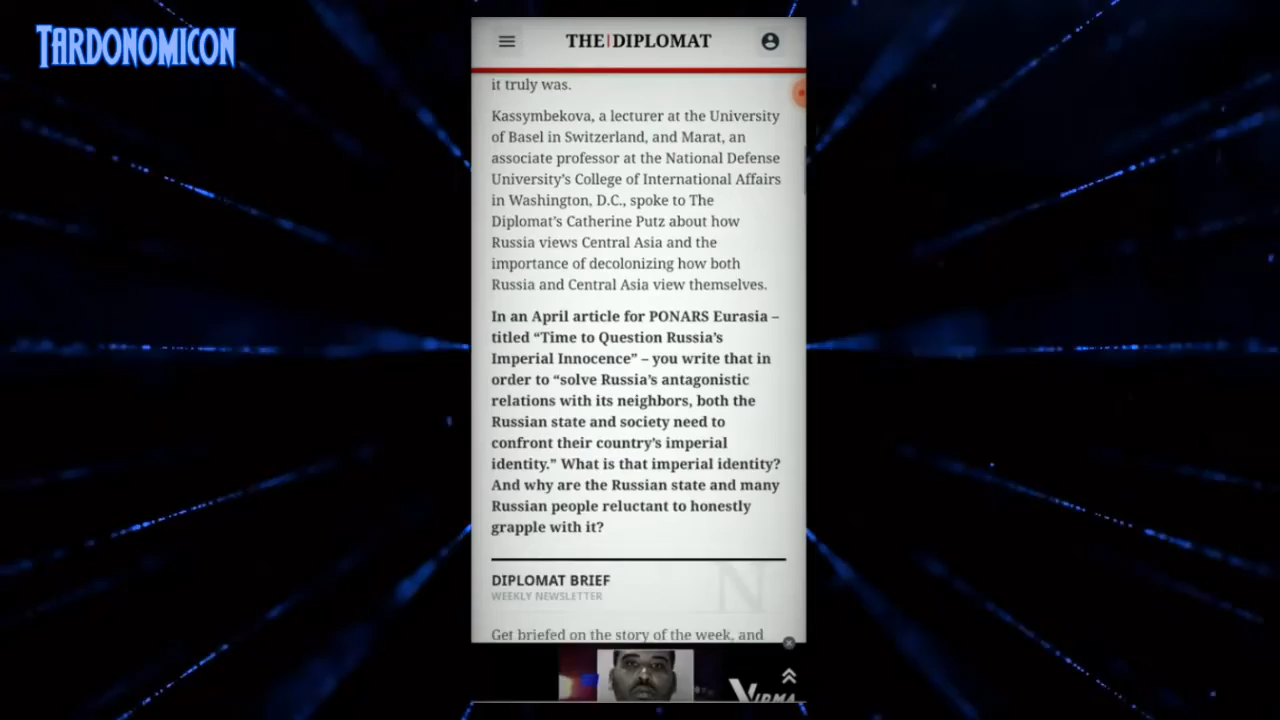 TARDONOMICON
THE|DIPLOMAT
it truly was.
Kassymbekova, a lecturer at the University
of Basel in Switzerland, and Marat, an
associate professor at the National Defense
University’s College of International Affairs
in Washington, D.C., spoke to The
Diplomat’s Catherine Putz about how
Russia views Central Asia and the
importance of decolonizing how both
Russia and Central Asia view themselves.
In an April article for PONARS Eurasia –
titled “Time to Question Russia’s
Imperial Innocence” – you write that in
order to “solve Russia’s antagonistic
relations with its neighbors, both the
Russian state and society need to
confront their country’s imperial
identity.” What is that imperial identity?
And why are the Russian state and many
Russian people reluctant to honestly
grapple with it?
DIPLOMAT BRIEF
WEEKLY NEWSLETTER
N
Get briefed on the story of the week, and